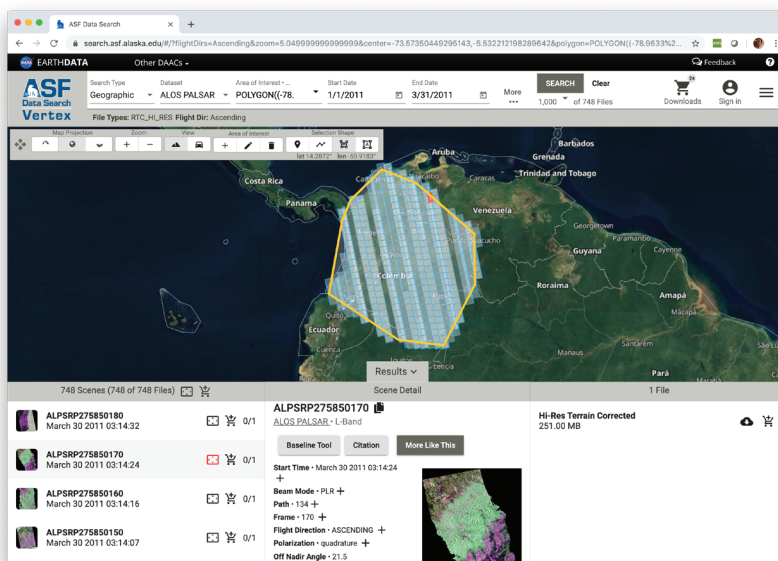 ASF Data Search
search.asf.alaska.edu/#/?flightDirs=Ascending&zoom=5.049999999999999&center=-73.57350449295143,-5.532212198289642&polygon=POLYGON((-78.9633%2...
EARTHDATA Other DAACs Feedback
ASF
Data Search
Vertex
Search Type Dataset Area of Interest • .. Start Date End Date
Geographic ALOS PALSAR POLYGON((-78. 1/1/2011 3/31/2011
More SEARCH Clear
1,000 of 748 Files
24
Downloads Sign in
File Types: RTC_HI_RES Flight Dir: Ascending
Map Projection Zoom View Area of Interest Selection Shape
lat 14.2872° lon -50.9183°
Aruba
Barbados
Grenada
Trinidad and Tobago
Caracas
Costa Rica
Panama
Venezuela
Georgetown
Paramaribo
Cayenne
Guyana
Colombia
Roraima
Amapá
Macapá
Quito
Ecuador
Cuenca
Iquitos
Leticia
Manaus
Santarém
Pará
São Lu
Results
748 Scenes (748 of 748 Files) Scene Detail 1 File
ALPSRP275850180
March 30 2011 03:14:32
0/1
ALPSRP275850170
March 30 2011 03:14:24
0/1
ALPSRP275850160
March 30 2011 03:14:16
0/1
ALPSRP275850150
March 30 2011 03:14:07
0/1
ALPSRP275850170
ALOS PALSAR • L-Band
Baseline Tool Citation More Like This
Start Time • March 30 2011 03:14:24
Beam Mode • PLR
Path • 134
Frame • 170
Flight Direction • ASCENDING
Polarization • quadrature
Off Nadir Angle • 21.5
Hi-Res Terrain Corrected
251.00 MB